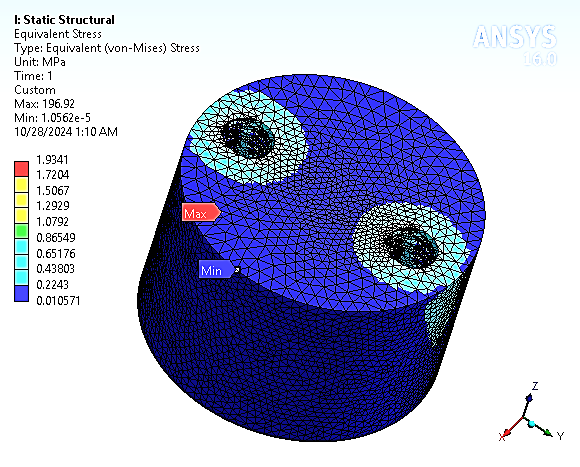 I: Static Structural
Equivalent Stress
Type: Equivalent (von-Mises) Stress
Unit: MPa
Time: 1
Custom
Max: 196.92
Min: 1.0562e-5
10/28/2024 1:10 AM
ANSYS
16.0
1.9341
1.7204
1.5067
1.2929
1.0792
0.86549
0.65176
0.43803
0.2243
0.010571
Max
Min
Z
X
Y